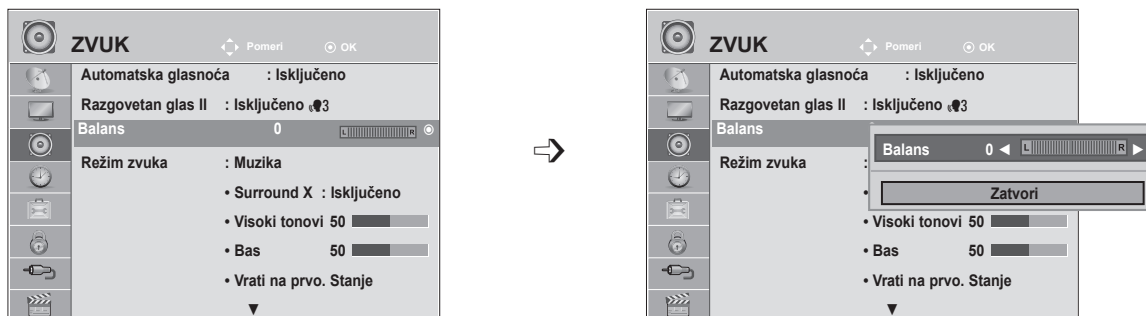 ZVUK
Pomeri OK
Automatska glasnoća : Isključeno
Razgovetan glas II : Isključeno 3
Balans 0 L R
Režim zvuka : Muzika
• Surround X : Isključeno
• Visoki tonovi 50
• Bas 50
• Vrati na prvo. Stanje
ZVUK
Pomeri OK
Automatska glasnoća : Isključeno
Razgovetan glas II : Isključeno 3
Balans
Balans 0 L R
Režim zvuka :
Zatvori
•
• Visoki tonovi 50
• Bas 50
• Vrati na prvo. Stanje